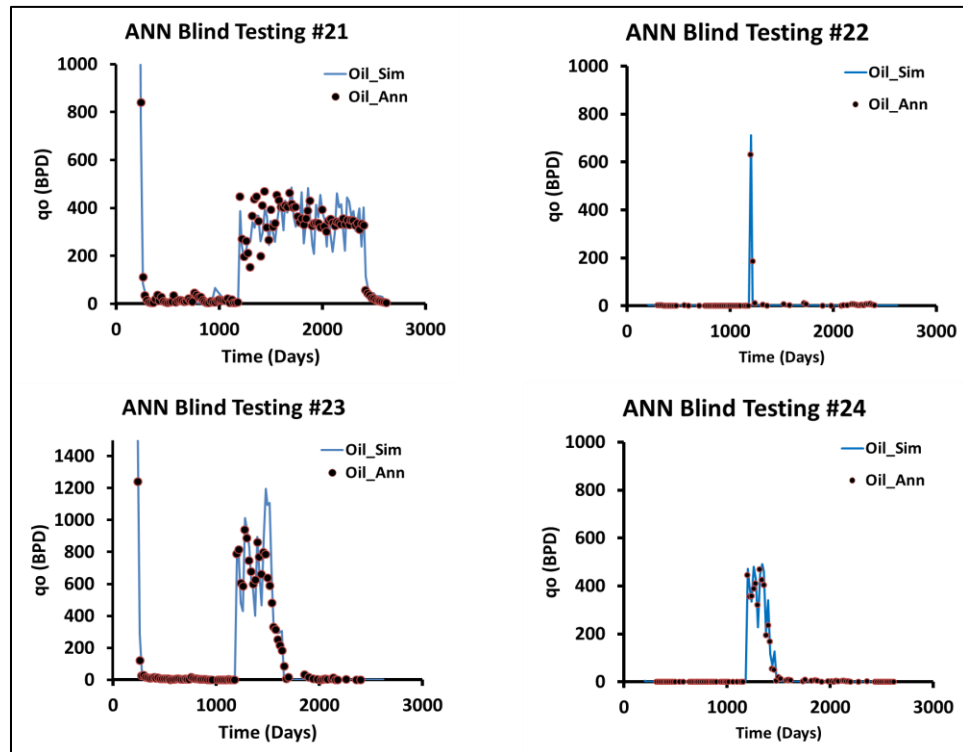 ANN Blind Testing #21
1000
800
600
400
200
0
qo (BPD)
0 1000 2000 3000
Time (Days)
Oil_Sim
Oil_Ann
ANN Blind Testing #22
1000
800
600
400
200
0
qo (BPD)
0 1000 2000 3000
Time (Days)
Oil_Sim
Oil_Ann
ANN Blind Testing #23
1400
1200
1000
800
600
400
200
0
qo (BPD)
0 1000 2000 3000
Time (Days)
Oil_Sim
Oil_Ann
ANN Blind Testing #24
1000
800
600
400
200
0
qo (BPD)
0 1000 2000 3000
Time (Days)
Oil_Sim
Oil_Ann